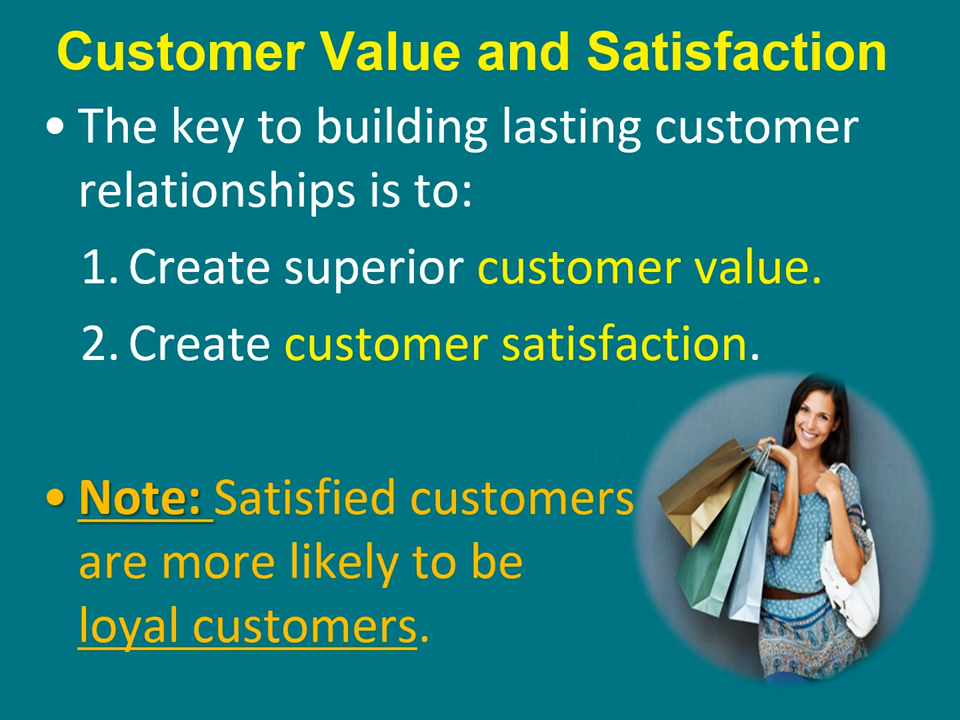 Customer Value and Satisfaction
• The key to building lasting customer
relationships is to:
1. Create superior customer value.
2. Create customer satisfaction.
• Note: Satisfied customers
are more likely to be
loyal customers.